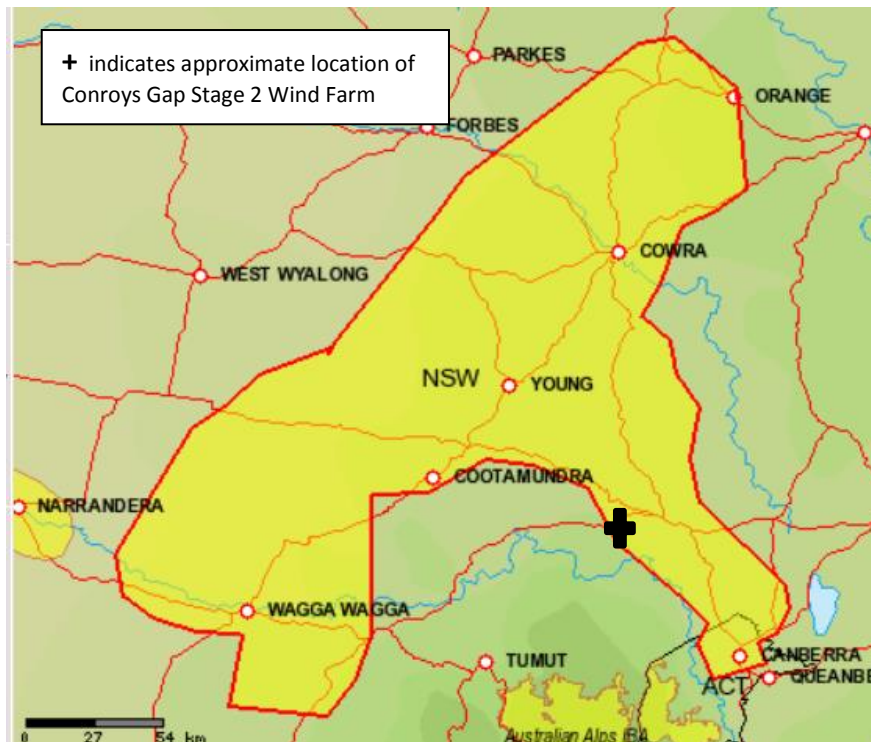 + indicates approximate location of
Conroys Gap Stage 2 Wind Farm
PARKES
ORANGE
FORBES
COWRA
WEST WYALONG
NSW
YOUNG
COOTAMUNDRA
NARRANDERA
WAGGA WAGGA
TUMUT
CANBERRA
ACT
QUEANBE
0 27 54 km
Australian Alps IBA